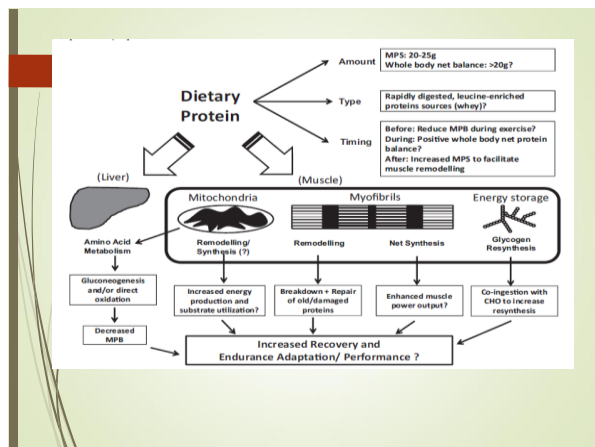 Amount
MPS: 20-25g
Whole body net balance: >20g?
Dietary
Protein
Type
Rapidly digested, leucine-enriched
proteins sources (whey)?
Timing
Before: Reduce MPB during exercise?
During: Positive whole body net protein
balance?
After: Increased MPS to facilitate
muscle remodelling
(Liver)
(Muscle)
Mitochondria
Myofibrils
Energy storage
Amino Acid
Metabolism
Remodelling/
Synthesis (?)
Remodelling
Net Synthesis
Glycogen
Resynthesis
Gluconeogenesis
and/or direct
oxidation
Increased energy
production and
substrate utilization?
Breakdown + Repair
of old/damaged
proteins
Enhanced muscle
power output?
Co-ingestion with
CHO to increase
resynthesis
Decreased
MPB
Increased Recovery and
Endurance Adaptation/ Performance ?